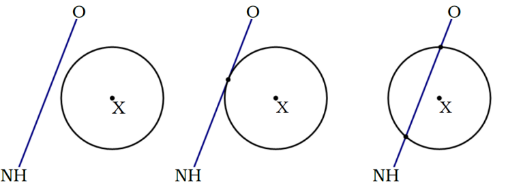 O O O
X X X
NH NH NH